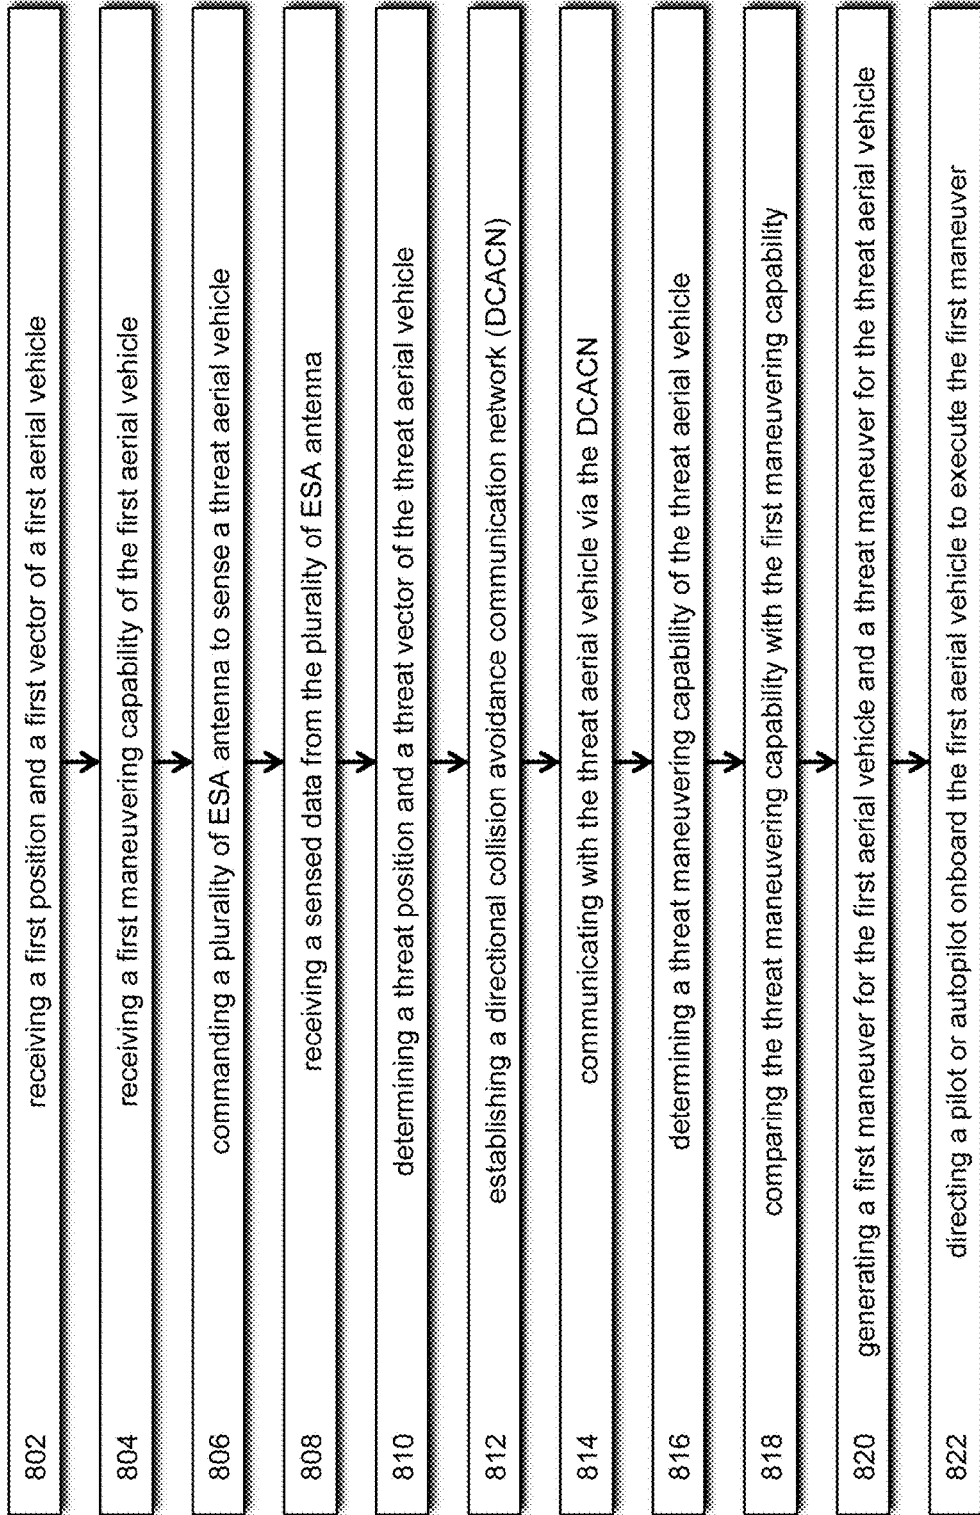 802 receiving a first position and a first vector of a first aerial vehicle
804 receiving a first maneuvering capability of the first aerial vehicle
806 commanding a plurality of ESA antenna to sense a threat aerial vehicle
808 receiving a sensed data from the plurality of ESA antenna
810 determining a threat position and a threat vector of the threat aerial vehicle
812 establishing a directional collision avoidance communication network (DCACN)
814 communicating with the threat aerial vehicle via the DCACN
816 determining a threat maneuvering capability of the threat aerial vehicle
818 comparing the threat maneuvering capability with the first maneuvering capability
820 generating a first maneuver for the first aerial vehicle and a threat maneuver for the threat aerial vehicle
822 directing a pilot or autopilot onboard the first aerial vehicle to execute the first maneuver